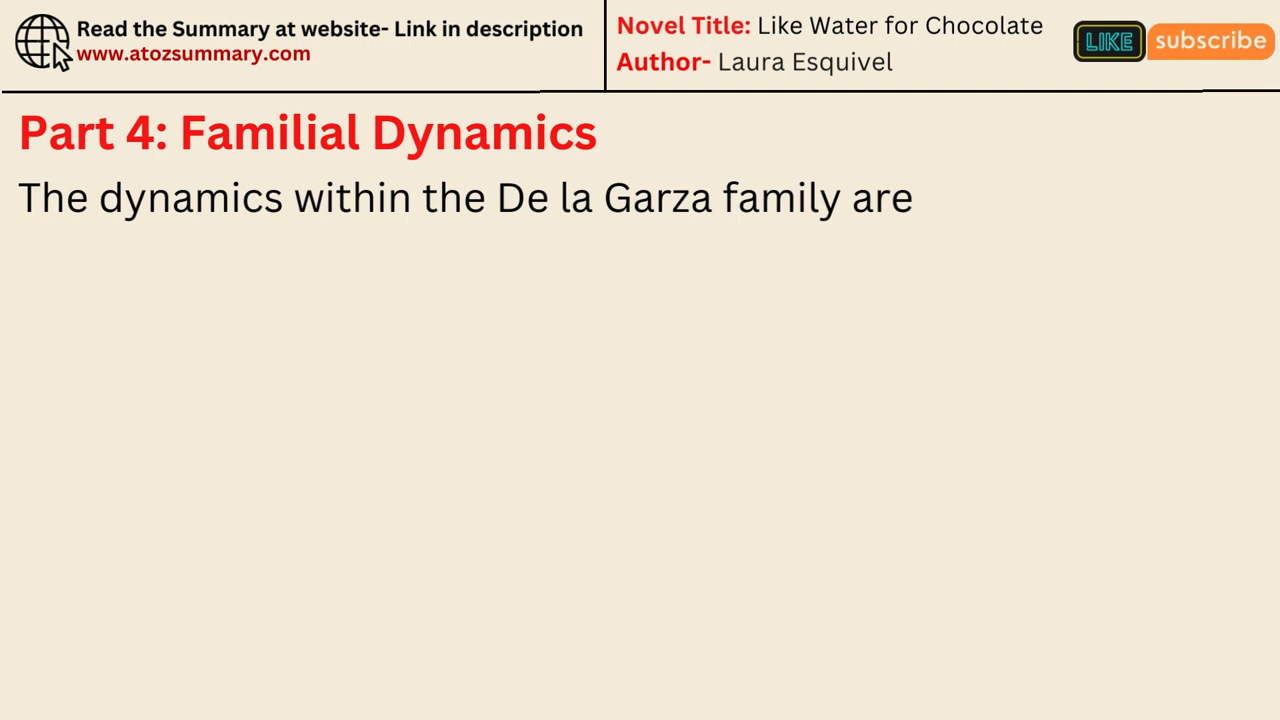 Read the Summary at website- Link in description
www.atozsummary.com
Novel Title: Like Water for Chocolate
Author- Laura Esquivel
LIKE
subscribe
Part 4: Familial Dynamics
The dynamics within the De la Garza family are